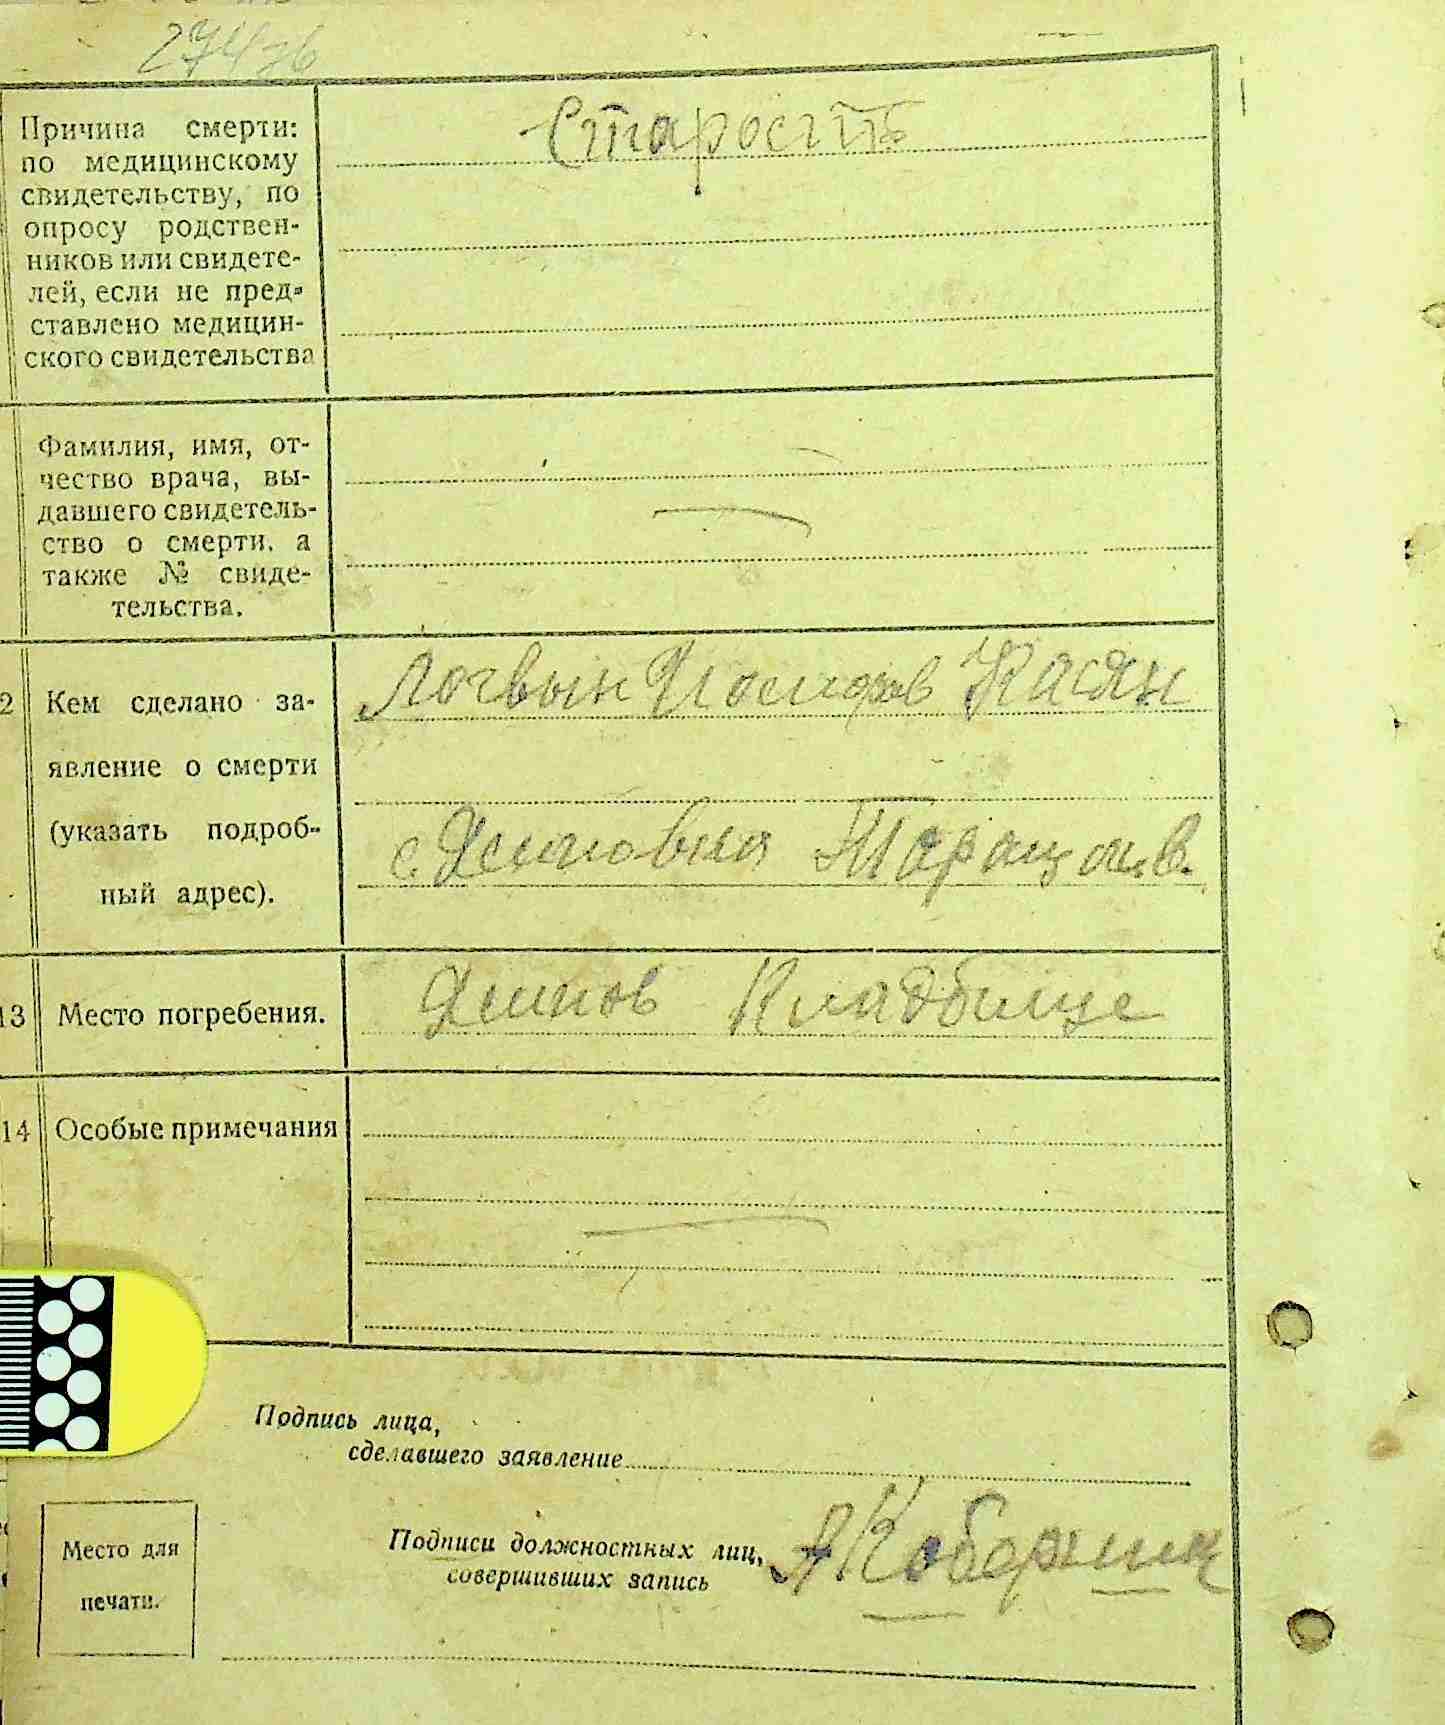 Причина смерти:
по медицинскому
свидетельству, по
опросу родствен-
ников или свидете-
лей, если не пред-
ставлено медицин-
ского свидетельства
Старость
Фамилия, имя, от-
чество врача, вы-
давшего свидетель-
ство о смерти, а
также № свиде-
тельства.
2 Кем сделано за-
явление о смерти
(указать подроб-
ный адрес).
Логвын Касян
с.
13 Место погребения.
Кладбище
14 Особые примечания
Подпись лица,
сделавшего заявление
Подписи должностных лиц,
совершивших запись
Место для
печати.